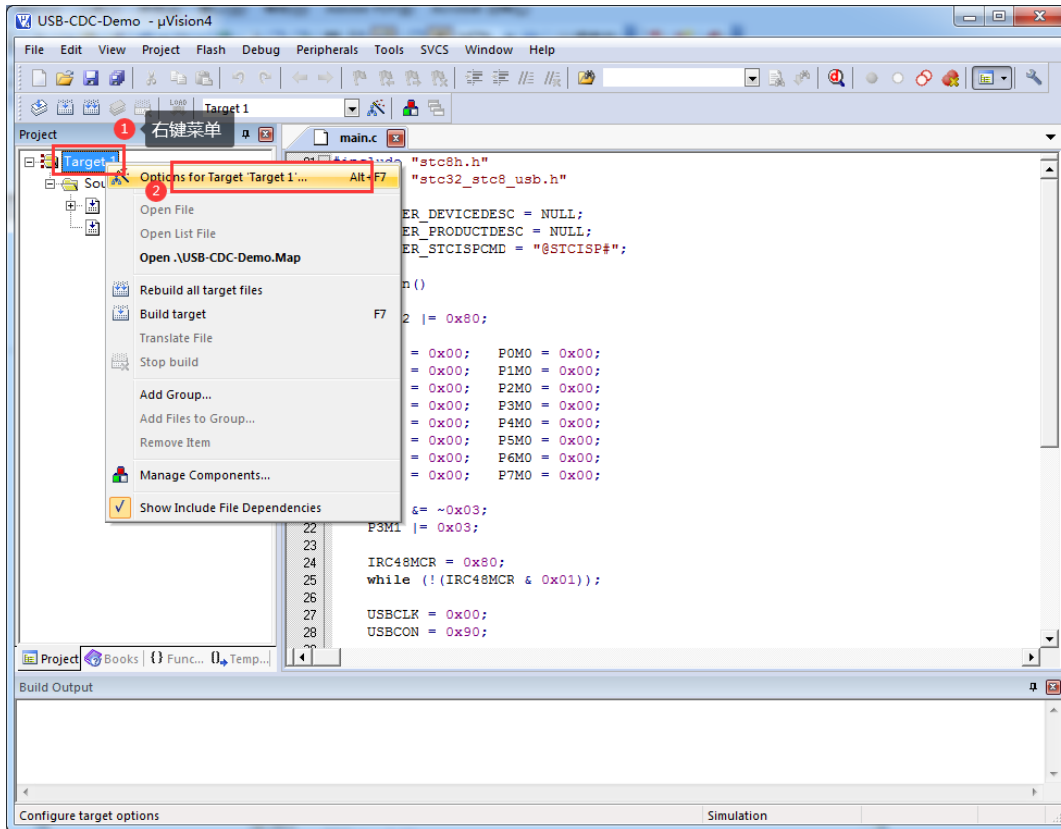 USB-CDC-Demo - µVision4
File Edit View Project Flash Debug Peripherals Tools SVCS Window Help
LOAD Target 1
Project 1 右键菜单 main.c
Target 1
01 #include "stc8h.h"
Sou
2 Options for Target 'Target 1'... Alt+F7
"stc32_stc8_usb.h"
Open File
ER_DEVICEDESC = NULL;
Open List File
ER_PRODUCTDESC = NULL;
Open .\USB-CDC-Demo.Map
ER_STCISPCMD = "@STCISP#";
Rebuild all target files
n()
Build target F7
2 |= 0x80;
Translate File
Stop build
= 0x00; P0M0 = 0x00;
= 0x00; P1M0 = 0x00;
Add Group...
= 0x00; P2M0 = 0x00;
= 0x00; P3M0 = 0x00;
Add Files to Group...
= 0x00; P4M0 = 0x00;
Remove Item
= 0x00; P5M0 = 0x00;
= 0x00; P6M0 = 0x00;
Manage Components...
= 0x00; P7M0 = 0x00;
Show Include File Dependencies
&= ~0x03;
22 P3M1 |= 0x03;
23
24 IRC48MCR = 0x80;
25 while (!(IRC48MCR & 0x01));
26
27 USBCLK = 0x00;
28 USBCON = 0x90;
Project Books Func... Temp...
Build Output
Configure target options Simulation